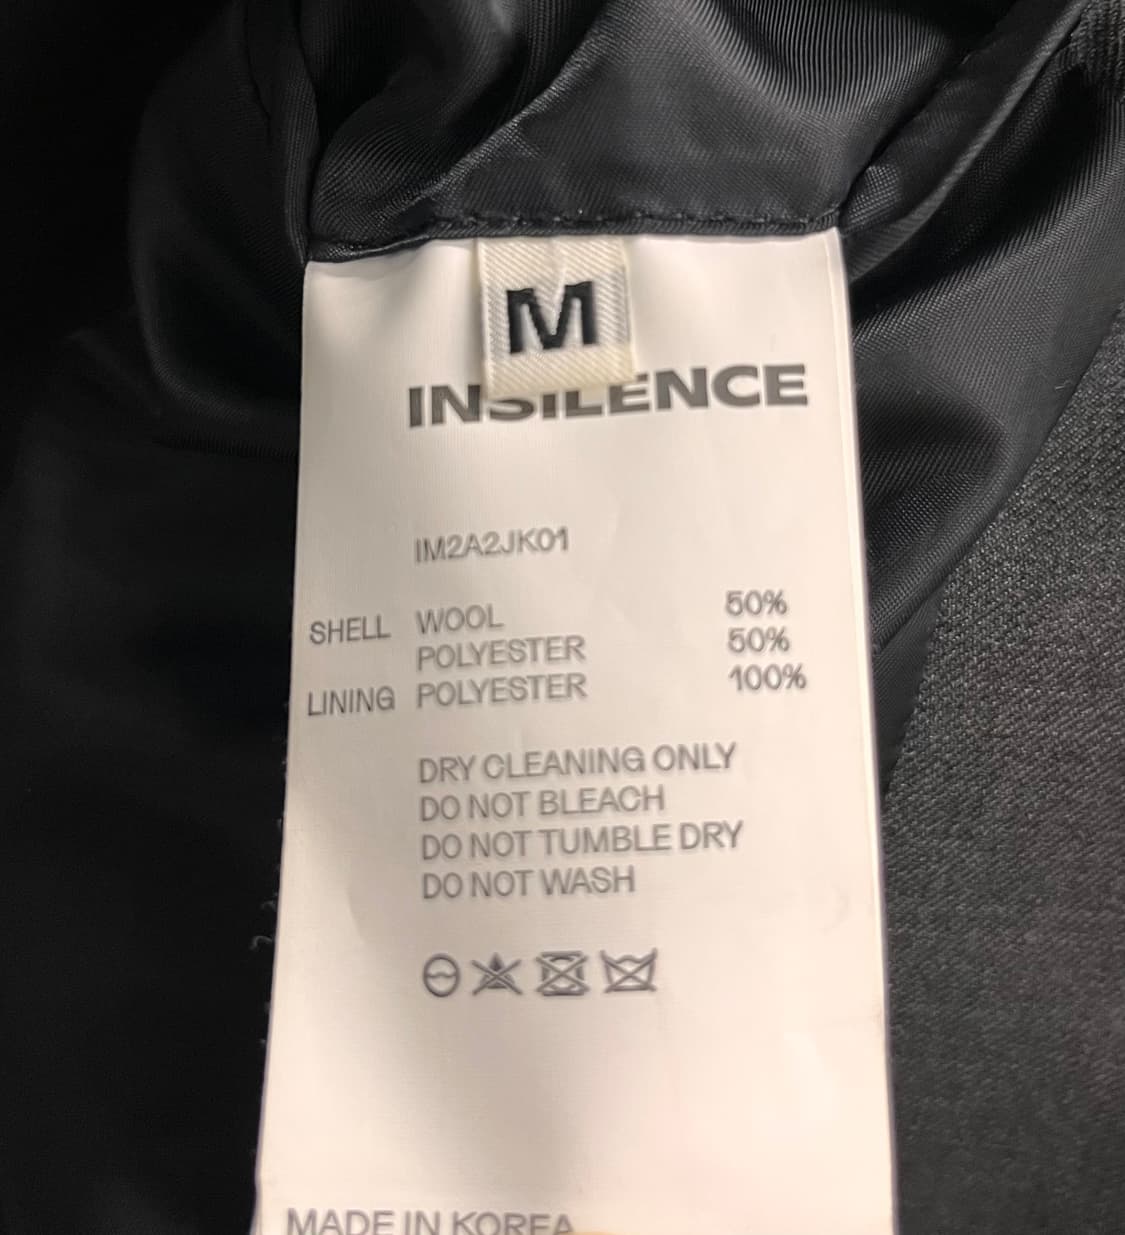 M
INSILENCE
IM2A2JK01
SHELL WOOL 50%
POLYESTER 50%
LINING POLYESTER 100%
DRY CLEANING ONLY
DO NOT BLEACH
DO NOT TUMBLE DRY
DO NOT WASH
MADE IN KOREA